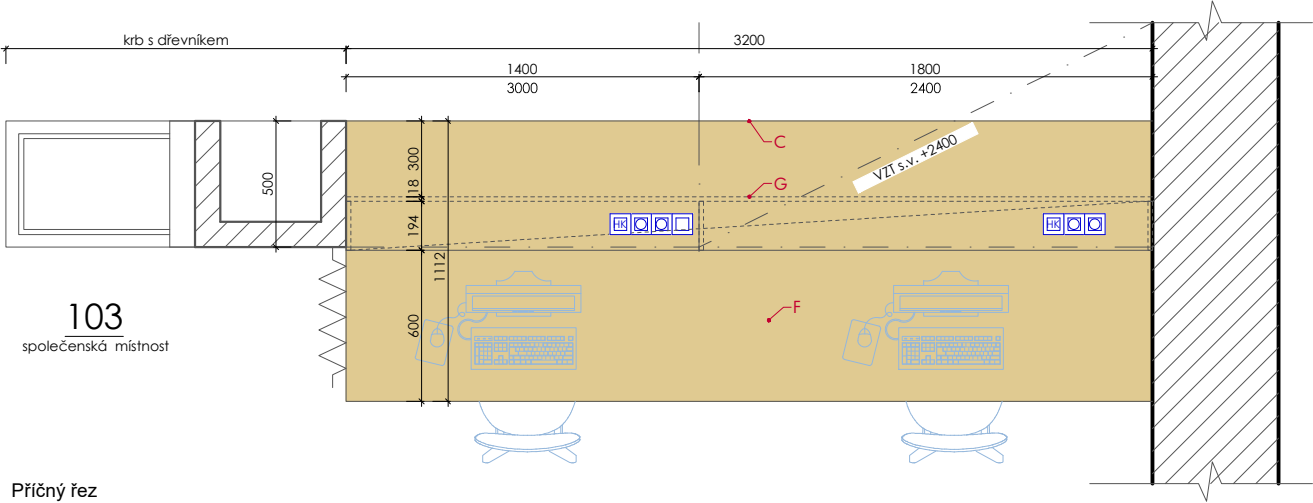 krb s dřevníkem
3200
1400
3000
1800
2400
C
VZT s.v. +2400
300
500
18
G
194
HK
HK
1112
F
600
103
společenská místnost
Příčný řez